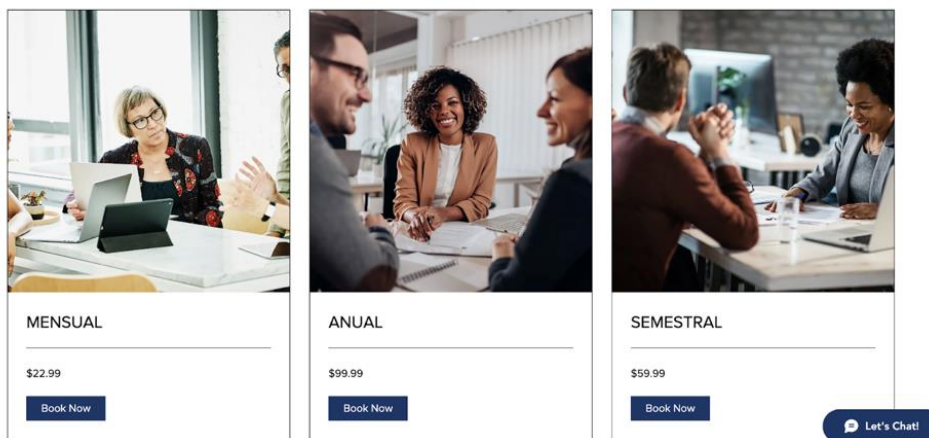 MENSUAL
$22.99
Book Now
ANUAL
$99.99
Book Now
SEMESTRAL
$59.99
Book Now
Let's Chat!